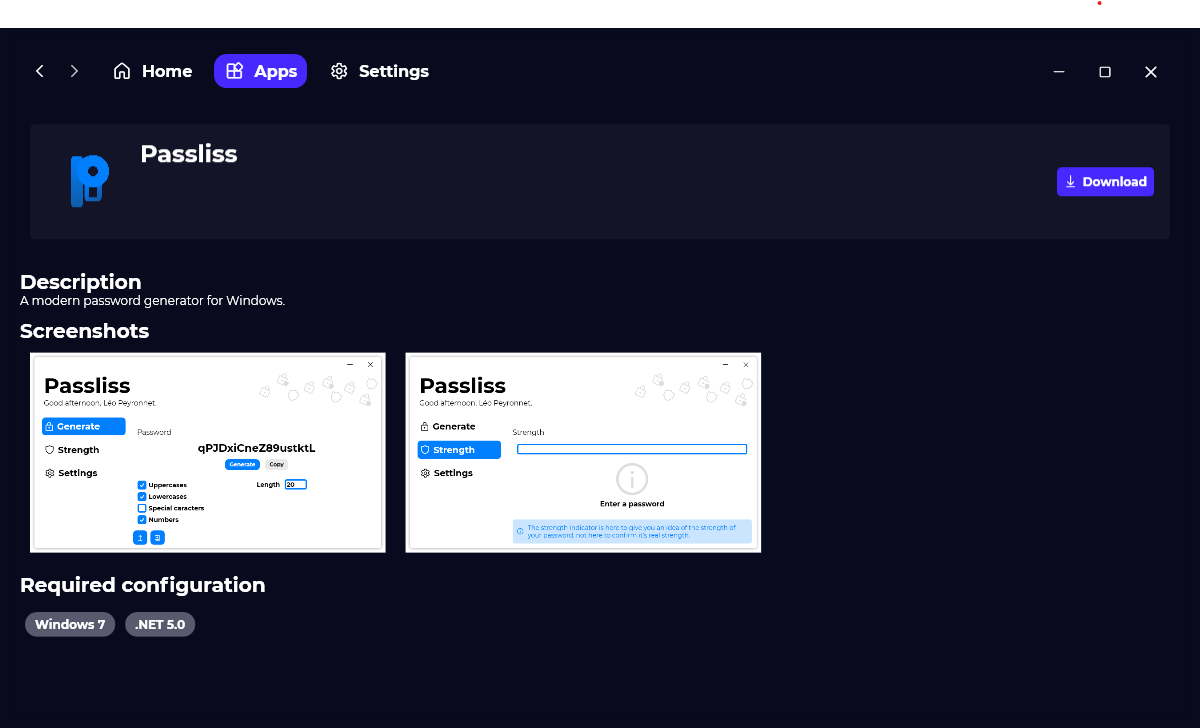 Home Apps Settings
Passliss
Download
Description
A modern password generator for Windows.
Screenshots
Passliss
Good afternoon, Léo Peyronnet.
Generate
Strength
Settings
Password
qPJDxiCneZ89ustktL
Generate Copy
Length 20
Uppercases
Lowercases
Special caracters
Numbers
Passliss
Good afternoon, Léo Peyronnet.
Generate
Strength
Settings
Strength
Enter a password
The strength indicator is here to give you an idea of the strength of
your password, not here to confirm it's real strength.
Required configuration
Windows 7 .NET 5.0